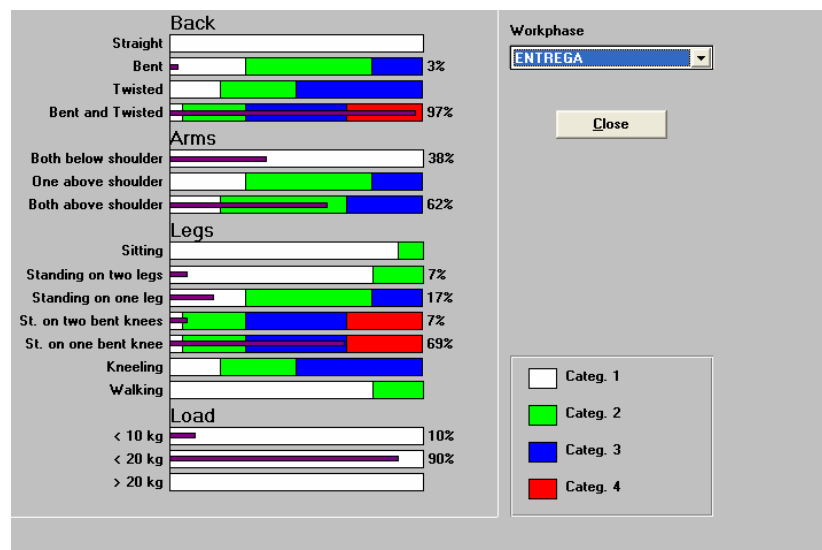 Back
Straight
Bent 3%
Twisted
Bent and Twisted 97%
Arms
Both below shoulder 38%
One above shoulder
Both above shoulder 62%
Legs
Sitting
Standing on two legs 7%
Standing on one leg 17%
St. on two bent knees 7%
St. on one bent knee 69%
Kneeling
Walking
Load
< 10 kg 10%
< 20 kg 90%
> 20 kg
Workphase
ENTREGA
Close
Categ. 1
Categ. 2
Categ. 3
Categ. 4